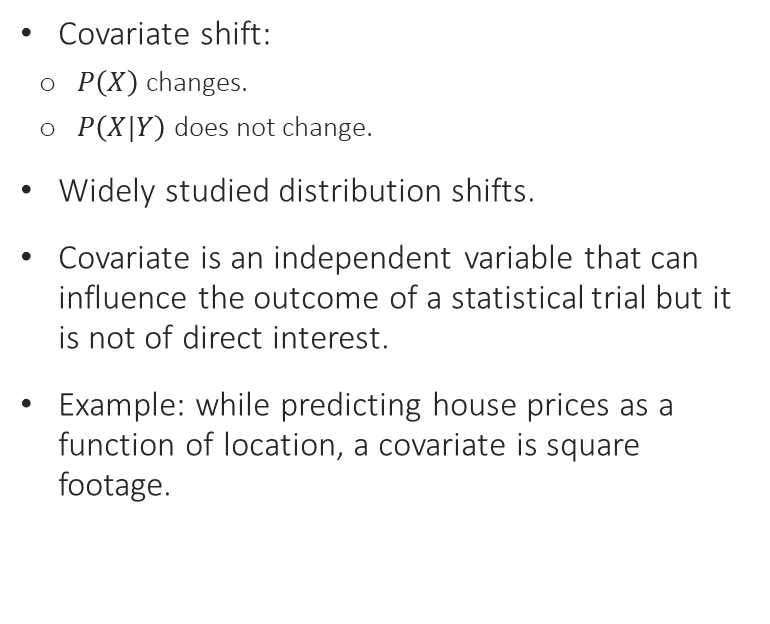 • Covariate shift:
o P(X) changes.
o P(X|Y) does not change.
• Widely studied distribution shifts.
• Covariate is an independent variable that can
influence the outcome of a statistical trial but it
is not of direct interest.
• Example: while predicting house prices as a
function of location, a covariate is square
footage.